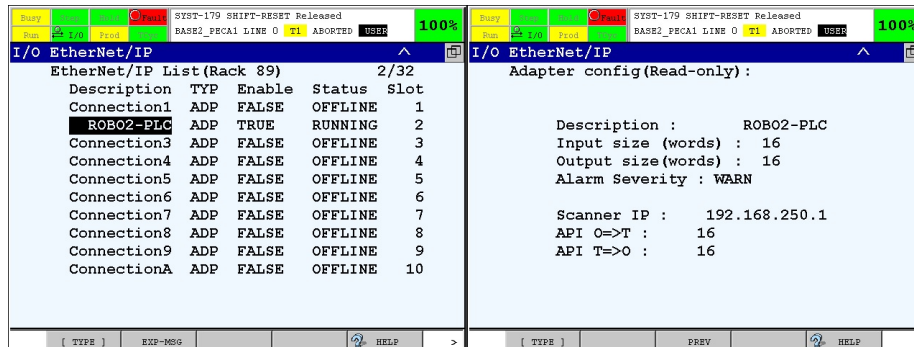 Busy Step Hold Fault
Run I/O Prod TCyc
SYST-179 SHIFT-RESET Released
BASE2_PECA1 LINE 0 T1 ABORTED USER
100%
I/O EtherNet/IP
EtherNet/IP List(Rack 89) 2/32
Description TYP Enable Status Slot
Connection1 ADP FALSE OFFLINE 1
ROBO2-PLC ADP TRUE RUNNING 2
Connection3 ADP FALSE OFFLINE 3
Connection4 ADP FALSE OFFLINE 4
Connection5 ADP FALSE OFFLINE 5
Connection6 ADP FALSE OFFLINE 6
Connection7 ADP FALSE OFFLINE 7
Connection8 ADP FALSE OFFLINE 8
Connection9 ADP FALSE OFFLINE 9
ConnectionA ADP FALSE OFFLINE 10
[ TYPE ] EXP-MSG HELP >
Busy Step Hold Fault
Run I/O Prod TCyc
SYST-179 SHIFT-RESET Released
BASE2_PECA1 LINE 0 T1 ABORTED USER
100%
I/O EtherNet/IP
Adapter config(Read-only):
Description : ROBO2-PLC
Input size (words) : 16
Output size(words) : 16
Alarm Severity : WARN
Scanner IP : 192.168.250.1
API O=>T : 16
API T=>O : 16
[ TYPE ] PREV HELP